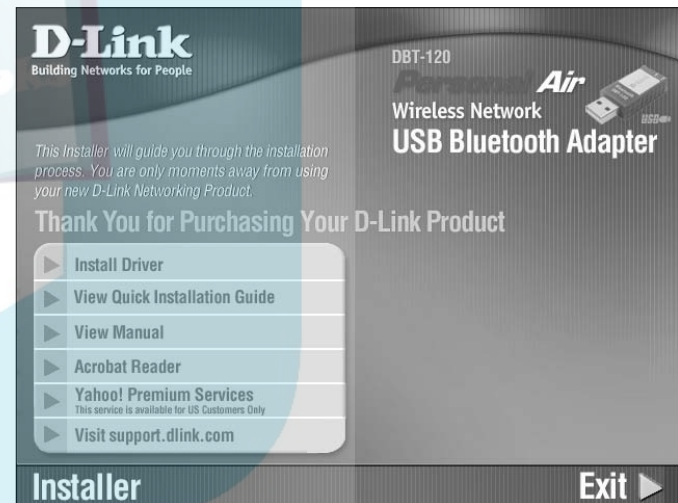 D-Link
Building Networks for People
DBT-120
Personal Air
Wireless Network
USB
USB Bluetooth Adapter
This Installer will guide you through the installation
process. You are only moments away from using
your new D-Link Networking Product.
Thank You for Purchasing Your D-Link Product
Install Driver
View Quick Installation Guide
View Manual
Acrobat Reader
Yahoo! Premium Services
This service is available for US Customers Only
Visit support.dlink.com
Installer
Exit